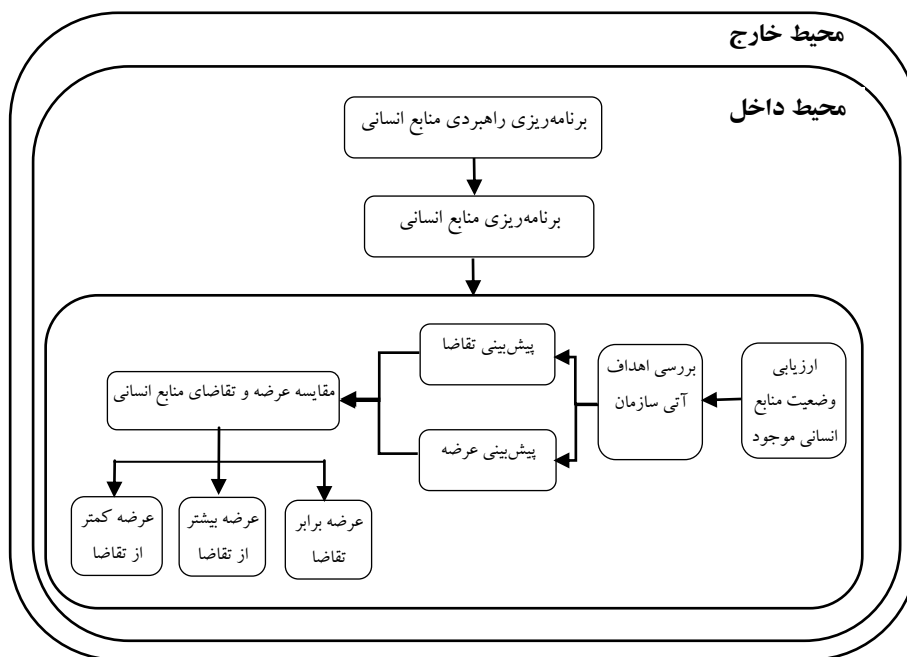 محیط خارج
محیط داخل
برنامه‌ریزی راهبردی منابع انسانی
برنامه‌ریزی منابع انسانی
ارزیابی
وضعیت منابع
انسانی موجود
بررسی اهداف
آتی سازمان
پیش‌بینی تقاضا
پیش‌بینی عرضه
مقایسه عرضه و تقاضای منابع انسانی
عرضه برابر
تقاضا
عرضه بیشتر
از تقاضا
عرضه کمتر
از تقاضا